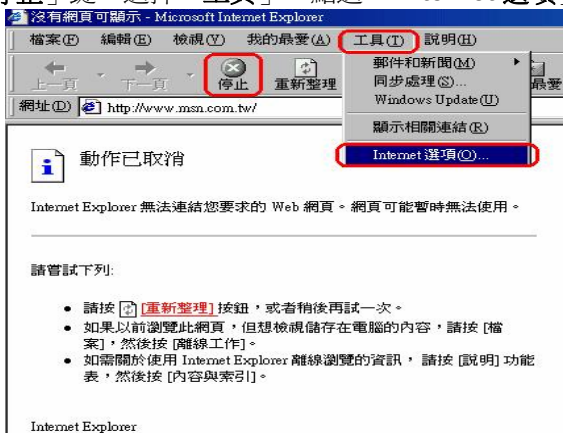 沒有網頁可顯示 - Microsoft Internet Explorer
檔案(F) 編輯(E) 檢視(V) 我的最愛(A) 工具(T) 說明(H)
上一頁 下一頁 停止 重新整理 最愛
郵件和新聞(M)
同步處理(S)...
Windows Update(U)
顯示相關連結(R)
Internet 選項(O)...
網址(D) http://www.msn.com.tw/
動作已取消
Internet Explorer 無法連結您要求的 Web 網頁。網頁可能暫時無法使用。
請嘗試下列:
請按 [重新整理] 按鈕,或者稍後再試一次。
如果以前瀏覽此網頁,但想檢視儲存在電腦的內容,請按 [檔
案],然後按 [離線工作]。
如需關於使用 Internet Explorer 離線瀏覽的資訊, 請按 [說明] 功能
表,然後按 [內容與索引]。
Internet Explorer